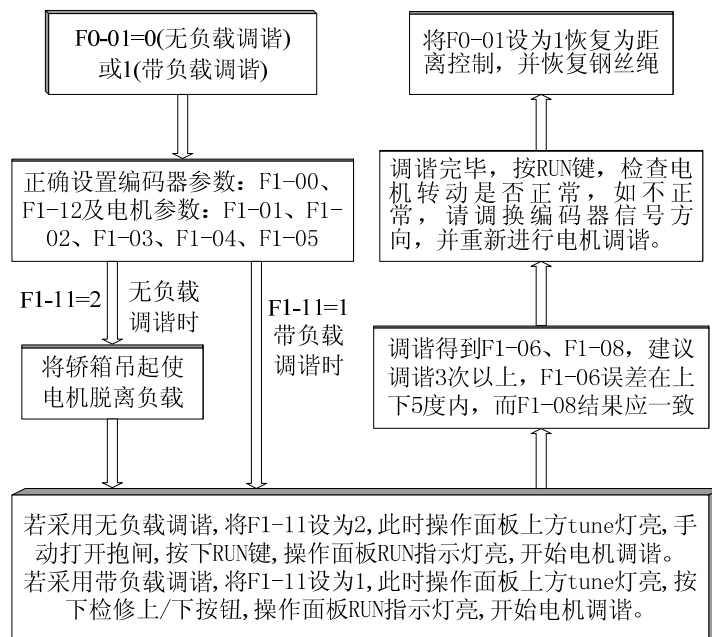 F0-01=0(无负载调谐)
或1(带负载调谐)
正确设置编码器参数：F1-00、
F1-12及电机参数：F1-01、F1-
02、F1-03、F1-04、F1-05
F1-11=2
无负载
调谐时
F1-11=1
带负载
调谐时
将轿箱吊起使
电机脱离负载
若采用无负载调谐,将F1-11设为2,此时操作面板上方tune灯亮,手
动打开抱闸,按下RUN键,操作面板RUN指示灯亮,开始电机调谐。
若采用带负载调谐,将F1-11设为1,此时操作面板上方tune灯亮,按
下检修上/下按钮,操作面板RUN指示灯亮,开始电机调谐。
调谐得到F1-06、F1-08，建议
调谐3次以上，F1-06误差在上
下5度内，而F1-08结果应一致
调谐完毕，按RUN键，检查电
机转动是否正常，如不正
常，请调换编码器信号方
向，并重新进行电机调谐。
将F0-01设为1恢复为距
离控制，并恢复钢丝绳